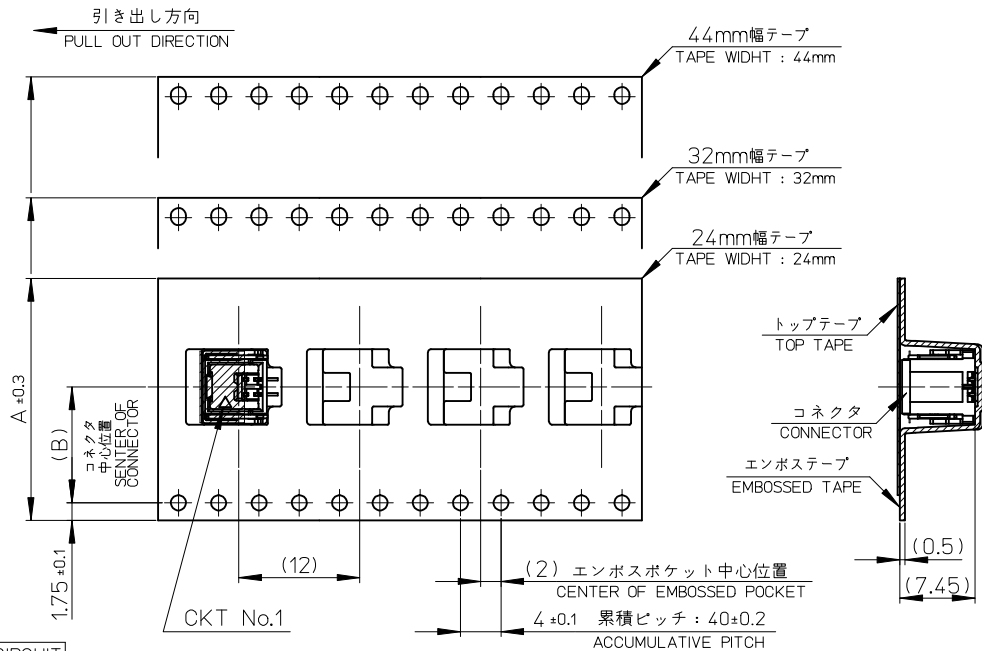 引き出し方向
PULL OUT DIRECTION
44mm幅テープ
TAPE WIDHT : 44mm
32mm幅テープ
TAPE WIDHT : 32mm
24mm幅テープ
TAPE WIDHT : 24mm
トップテープ
TOP TAPE
コネクタ
CONNECTOR
エンボステープ
EMBOSSED TAPE
A ±0.3
(B)
コネクタ
中心位置
SENTER OF
CONNECTOR
1.75 ±0.1
(12)
(2) エンボスポケット中心位置
CENTER OF EMBOSSED POCKET
(0.5)
(7.45)
CKT No.1
4 ±0.1 累積ピッチ : 40±0.2
ACCUMULATIVE PITCH